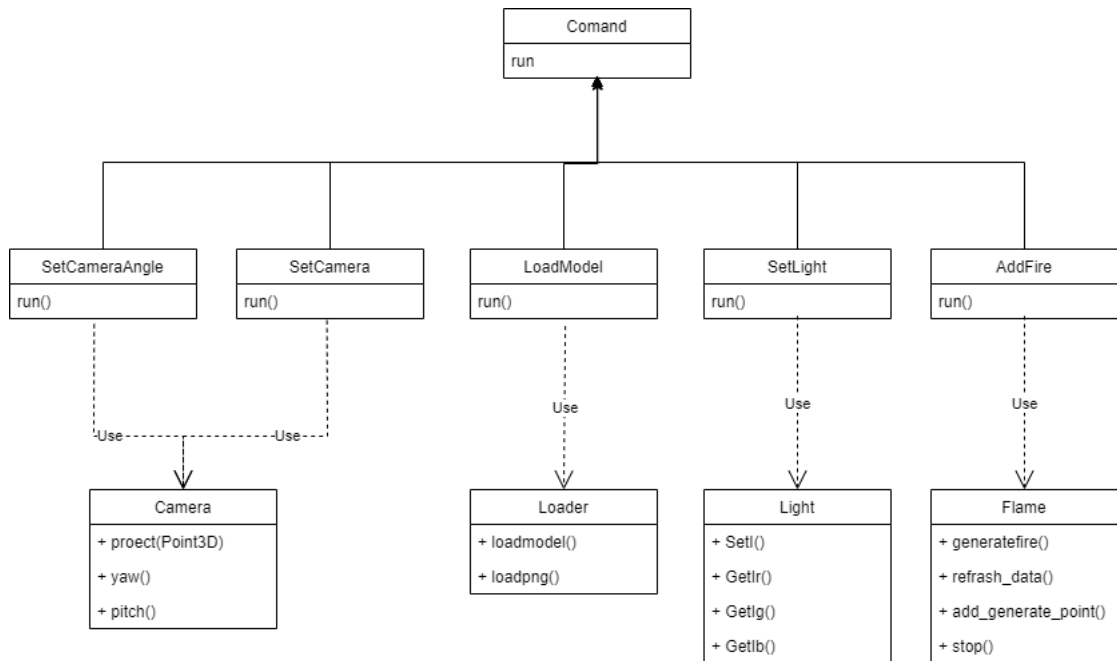 Comand
run
SetCameraAngle
run()
SetCamera
run()
LoadModel
run()
SetLight
run()
AddFire
run()
Use
Use
Use
Use
Use
Camera
+ proect(Point3D)
+ yaw()
+ pitch()
Loader
+ loadmodel()
+ loadpng()
Light
+ SetI()
+ GetIr()
+ GetIg()
+ GetIb()
Flame
+ generatefire()
+ refrash_data()
+ add_generate_point()
+ stop()